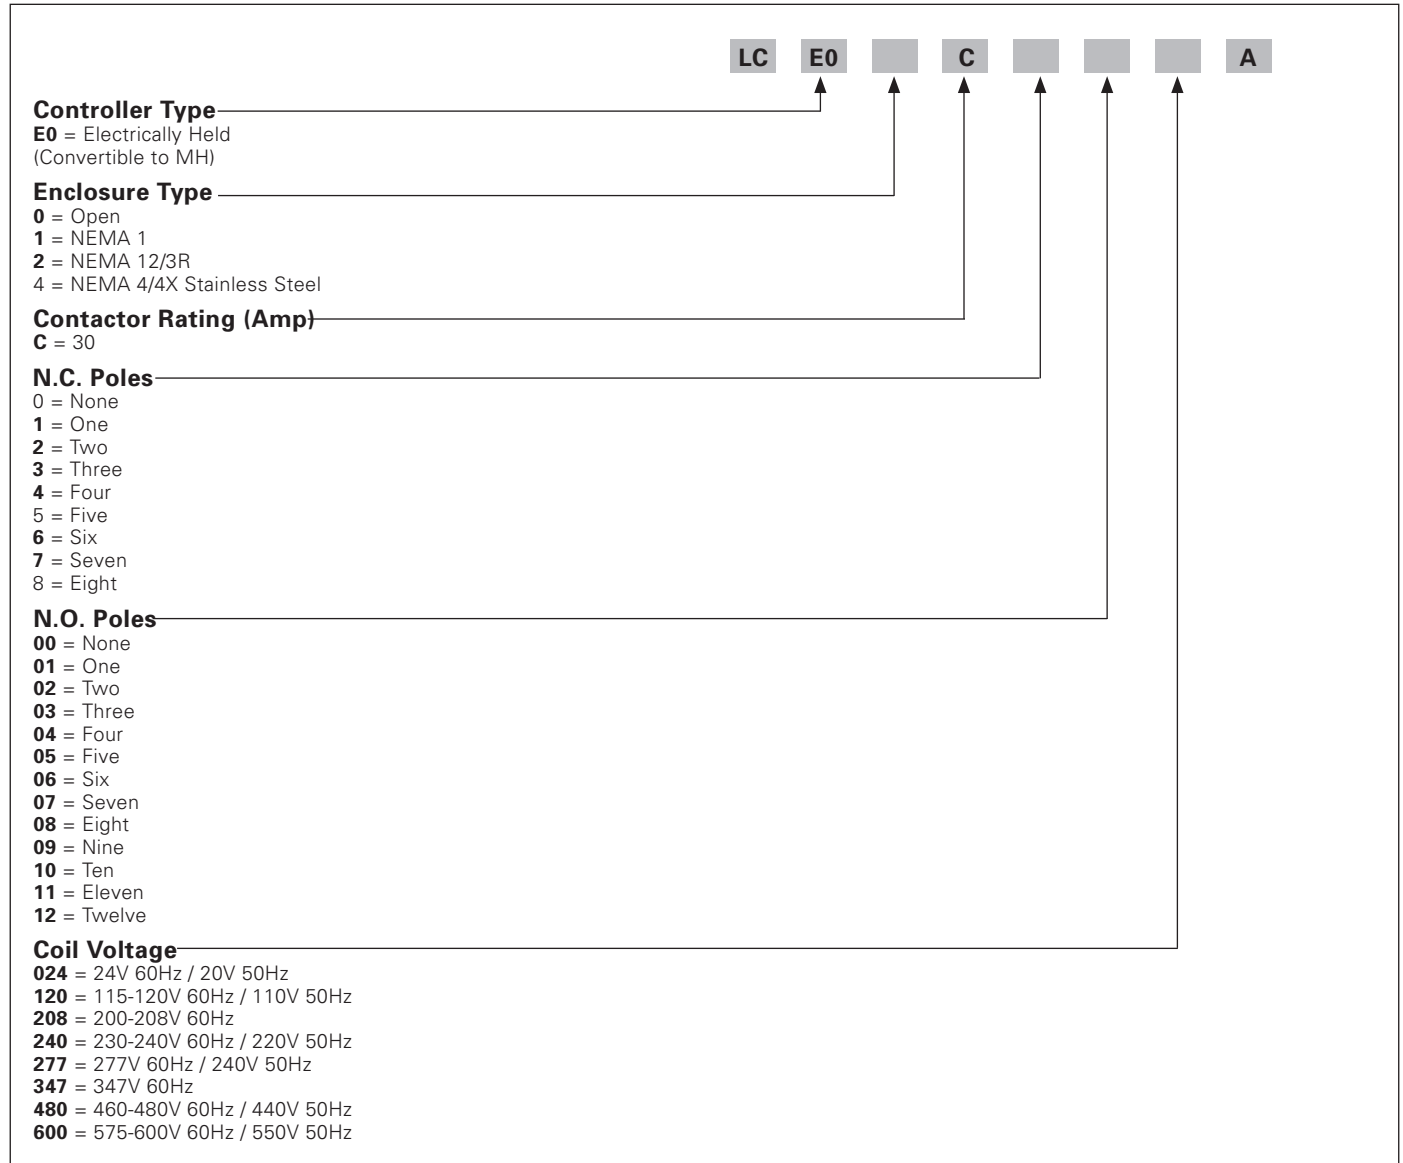 LC E0 C A
Controller Type
E0 = Electrically Held
(Convertible to MH)
Enclosure Type
0 = Open
1 = NEMA 1
2 = NEMA 12/3R
4 = NEMA 4/4X Stainless Steel
Contactor Rating (Amp)
C = 30
N.C. Poles
0 = None
1 = One
2 = Two
3 = Three
4 = Four
5 = Five
6 = Six
7 = Seven
8 = Eight
N.O. Poles
00 = None
01 = One
02 = Two
03 = Three
04 = Four
05 = Five
06 = Six
07 = Seven
08 = Eight
09 = Nine
10 = Ten
11 = Eleven
12 = Twelve
Coil Voltage
024 = 24V 60Hz / 20V 50Hz
120 = 115-120V 60Hz / 110V 50Hz
208 = 200-208V 60Hz
240 = 230-240V 60Hz / 220V 50Hz
277 = 277V 60Hz / 240V 50Hz
347 = 347V 60Hz
480 = 460-480V 60Hz / 440V 50Hz
600 = 575-600V 60Hz / 550V 50Hz